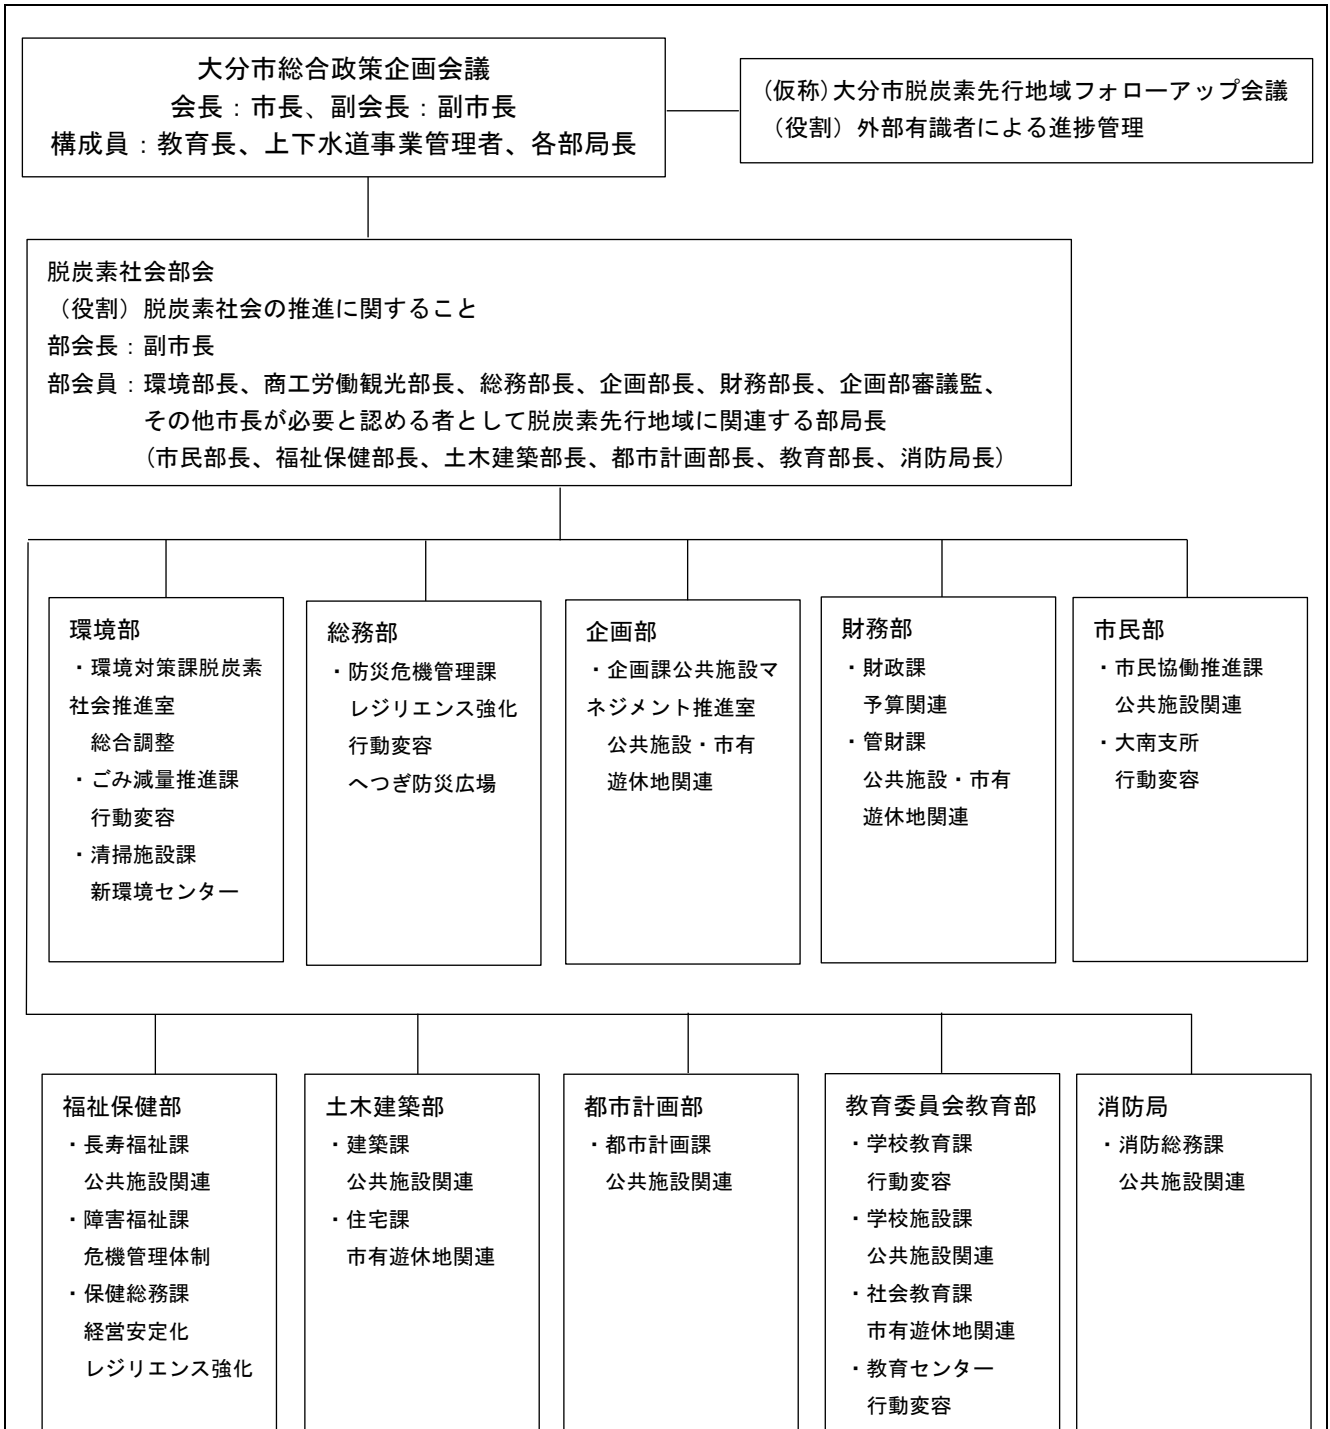 大分市総合政策企画会議
会長：市長、副会長：副市長
構成員：教育長、上下水道事業管理者、各部局長
（仮称）大分市脱炭素先行地域フォローアップ会議
（役割）外部有識者による進捗管理
脱炭素社会部会
（役割）脱炭素社会の推進に関すること
部会長：副市長
部会員：環境部長、商工労働観光部長、総務部長、企画部長、財務部長、企画部審議監、
その他市長が必要と認める者として脱炭素先行地域に関連する部局長
（市民部長、福祉保健部長、土木建築部長、都市計画部長、教育部長、消防局長）
環境部
・環境対策課脱炭素
社会推進室
総合調整
・ごみ減量推進課
行動変容
・清掃施設課
新環境センター
総務部
・防災危機管理課
レジリエンス強化
行動変容
へつぎ防災広場
企画部
・企画課公共施設マ
ネジメント推進室
公共施設・市有
遊休地関連
財務部
・財政課
予算関連
・管財課
公共施設・市有
遊休地関連
市民部
・市民協働推進課
公共施設関連
・大南支所
行動変容
福祉保健部
・長寿福祉課
公共施設関連
・障害福祉課
危機管理体制
・保健総務課
経営安定化
レジリエンス強化
土木建築部
・建築課
公共施設関連
・住宅課
市有遊休地関連
都市計画部
・都市計画課
公共施設関連
教育委員会教育部
・学校教育課
行動変容
・学校施設課
公共施設関連
・社会教育課
市有遊休地関連
・教育センター
行動変容
消防局
・消防総務課
公共施設関連